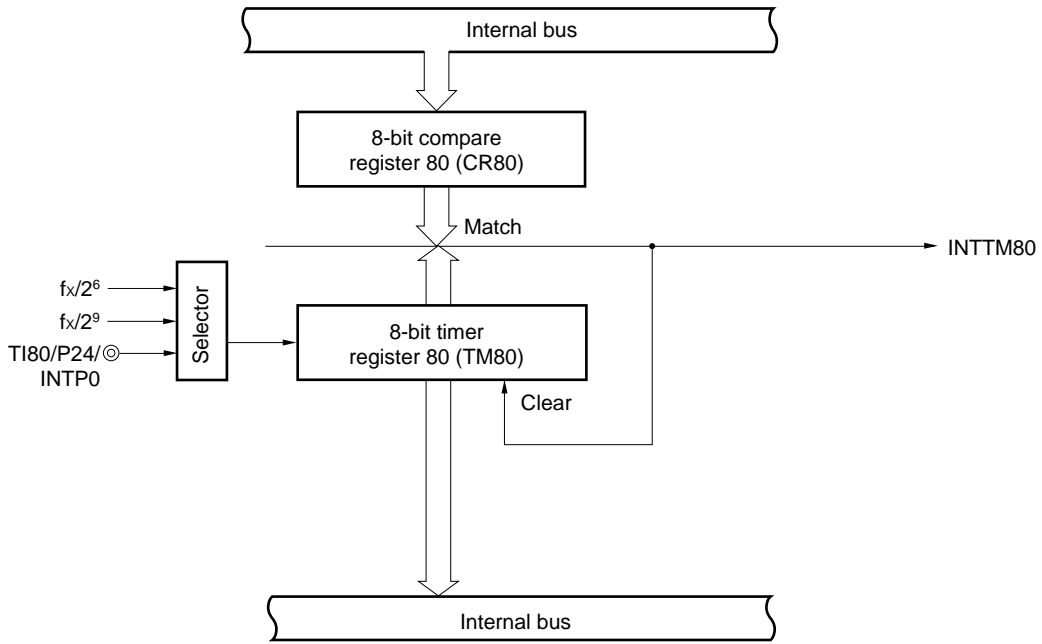 Internal bus
8-bit compare
register 80 (CR80)
Match
INTTM80
fx/2⁶
fx/2⁹
TI80/P24/
INTP0
Selector
8-bit timer
register 80 (TM80)
Clear
Internal bus